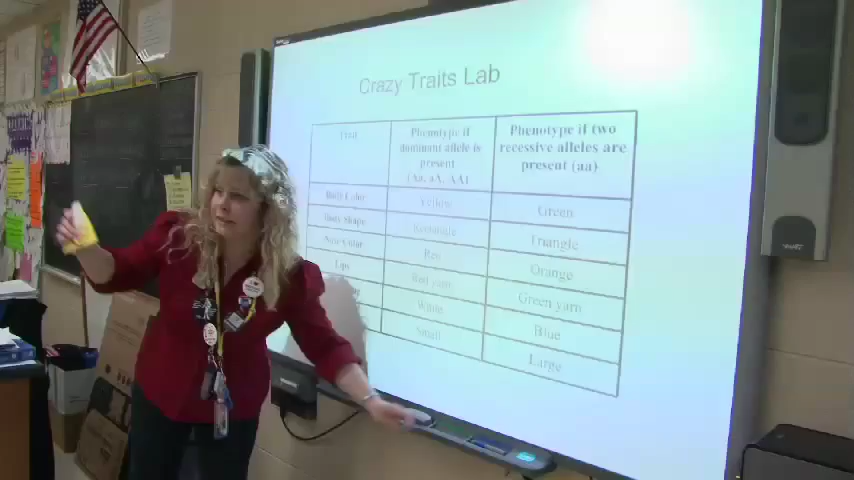 Crazy Traits Lab
Trait
Phenotype if
dominant allele is
present
(Aa, aA, AA)
Phenotype if two
recessive alleles are
present (aa)
Body Color
Yellow
Green
Body Shape
Triangle
Nose Color
Red
Orange
Lips
Red yarn
Green yarn
White
Blue
Small
Large